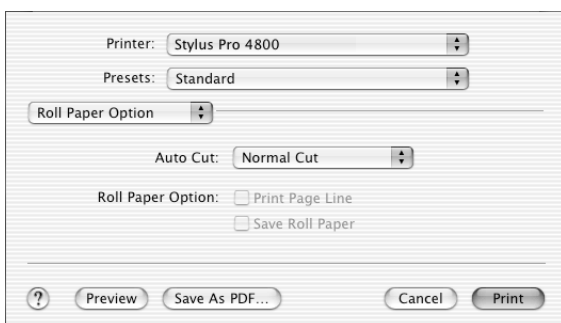 Printer: Stylus Pro 4800
Presets: Standard
Roll Paper Option
Auto Cut: Normal Cut
Roll Paper Option: Print Page Line
Save Roll Paper
? Preview Save As PDF... Cancel Print